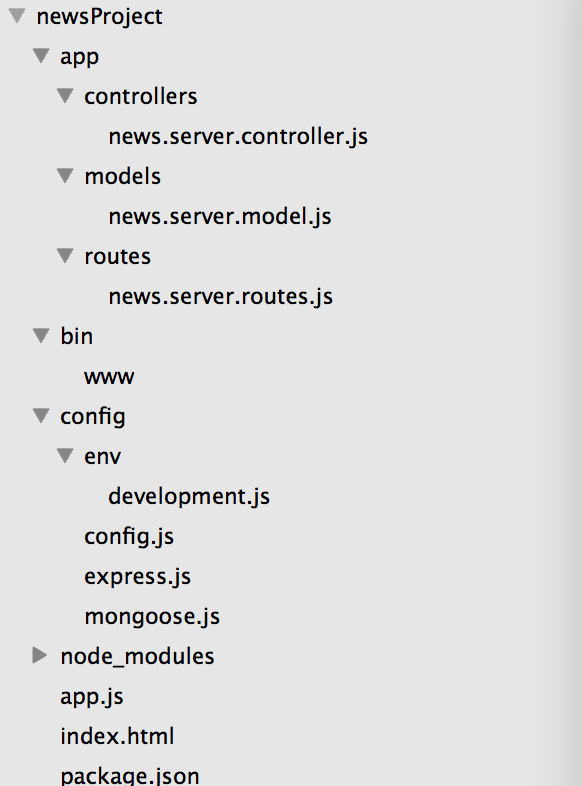 newsProject
app
controllers
news.server.controller.js
models
news.server.model.js
routes
news.server.routes.js
bin
www
config
env
development.js
config.js
express.js
mongoose.js
node_modules
app.js
index.html
package.json